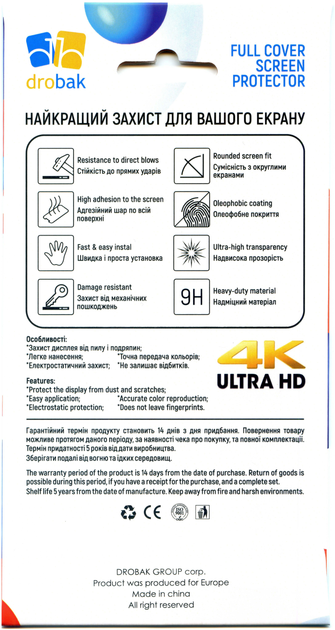 drobak
FULL COVER
SCREEN
PROTECTOR
НАЙКРАЩИЙ ЗАХИСТ ДЛЯ ВАШОГО ЕКРАНУ
Resistance to direct blows
Стійкість до прямих ударів
Rounded screen fit
Сумісність з округлими
екранами
High adhesion to the screen
Адгезійний шар по всій
поверхні
Oleophobic coating
Олеофобне покриття
Fast & easy instal
Швидка і проста установка
Ultra-high transparency
Надвисока прозорість
Damage resistant
Захист від механічних
пошкоджень
9H
Heavy-duty material
Надміцний матеріал
Особливості:
*Захист дисплея від пилу і подряпин;
*Легке нанесення; *Точна передача кольорів;
*Електростатичний захист; *Не залишає відбитків.
Features:
*Protect the display from dust and scratches;
*Easy application; *Accurate color reproduction;
*Electrostatic protection; *Does not leave fingerprints.
4K
ULTRA HD
Гарантійний термін продукту становить 14 днів з дня придбання. Повернення товару
можливе протягом даного періоду, за наявності чека про покупку, та повної комплектації.
Термін придатності 5 років від дати виробництва.
Зберігати подалі від вогню та їдких середовищ.
The warranty period of the product is 14 days from the date of purchase. Return of goods is
possible during this period, if you have a receipt for the purchase, and a complete set.
Shelf life 5 years from the date of manufacture. Keep away from fire and harsh environments.
CE
DROBAK GROUP corp.
Product was produced for Europe
Made in china
All right reserved